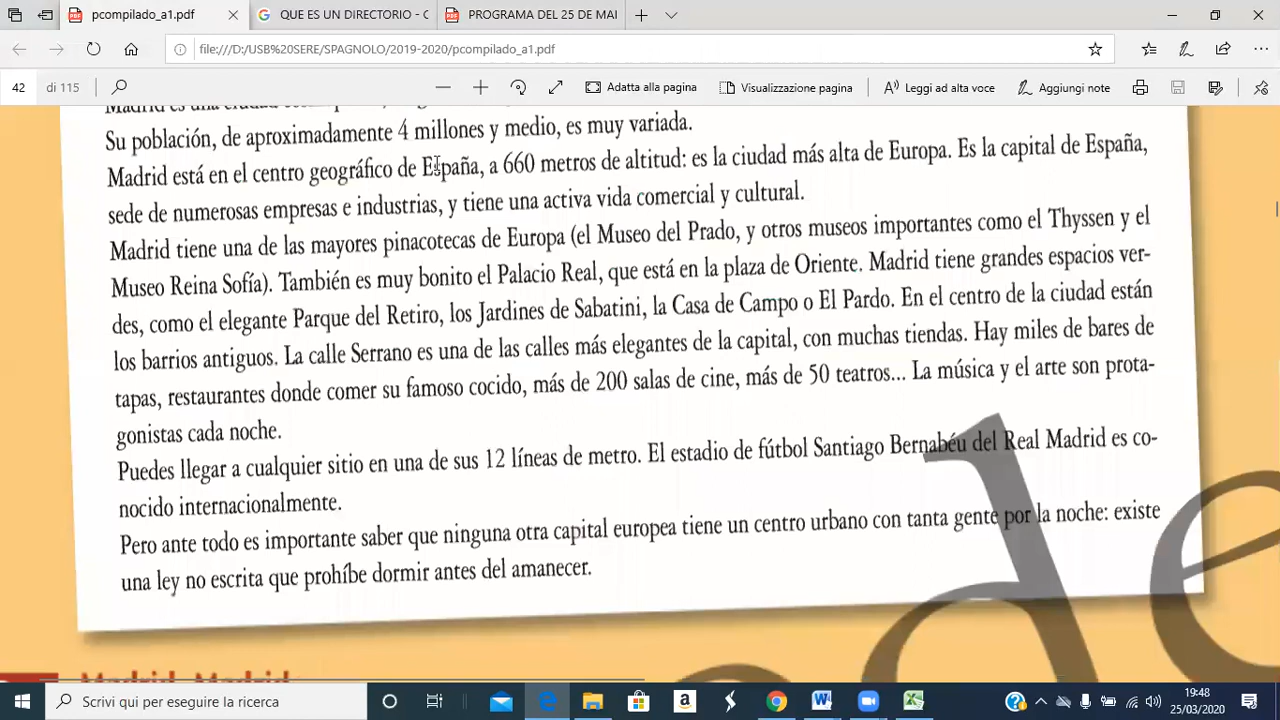 pcompilado_a1.pdf
QUE ES UN DIRECTORIO - C
PROGRAMA DEL 25 DE MAI
file:///D:/USB%20SERE/SPAGNOLO/2019-2020/pcompilado_a1.pdf
42 di 115 Adatta alla pagina Visualizzazione pagina Leggi ad alta voce Aggiungi note
Madrid es una ciudad
Su población, de aproximadamente 4 millones y medio, es muy variada.
Madrid está en el centro geográfico de España, a 660 metros de altitud: es la ciudad más alta de Europa. Es la capital de España,
sede de numerosas empresas e industrias, y tiene una activa vida comercial y cultural.
Madrid tiene una de las mayores pinacotecas de Europa (el Museo del Prado, y otros museos importantes como el Thyssen y el
Museo Reina Sofía). También es muy bonito el Palacio Real, que está en la plaza de Oriente. Madrid tiene grandes espacios ver-
des, como el elegante Parque del Retiro, los Jardines de Sabatini, la Casa de Campo o El Pardo. En el centro de la ciudad están
los barrios antiguos. La calle Serrano es una de las calles más elegantes de la capital, con muchas tiendas. Hay miles de bares de
tapas, restaurantes donde comer su famoso cocido, más de 200 salas de cine, más de 50 teatros... La música y el arte son prota-
gonistas cada noche.
Puedes llegar a cualquier sitio en una de sus 12 líneas de metro. El estadio de fútbol Santiago Bernabéu del Real Madrid es co-
nocido internacionalmente.
Pero ante todo es importante saber que ninguna otra capital europea tiene un centro urbano con tanta gente por la noche: existe
una ley no escrita que prohíbe dormir antes del amanecer.
de
Madrid, Madrid
Scrivi qui per eseguire la ricerca
19:48
25/03/2020